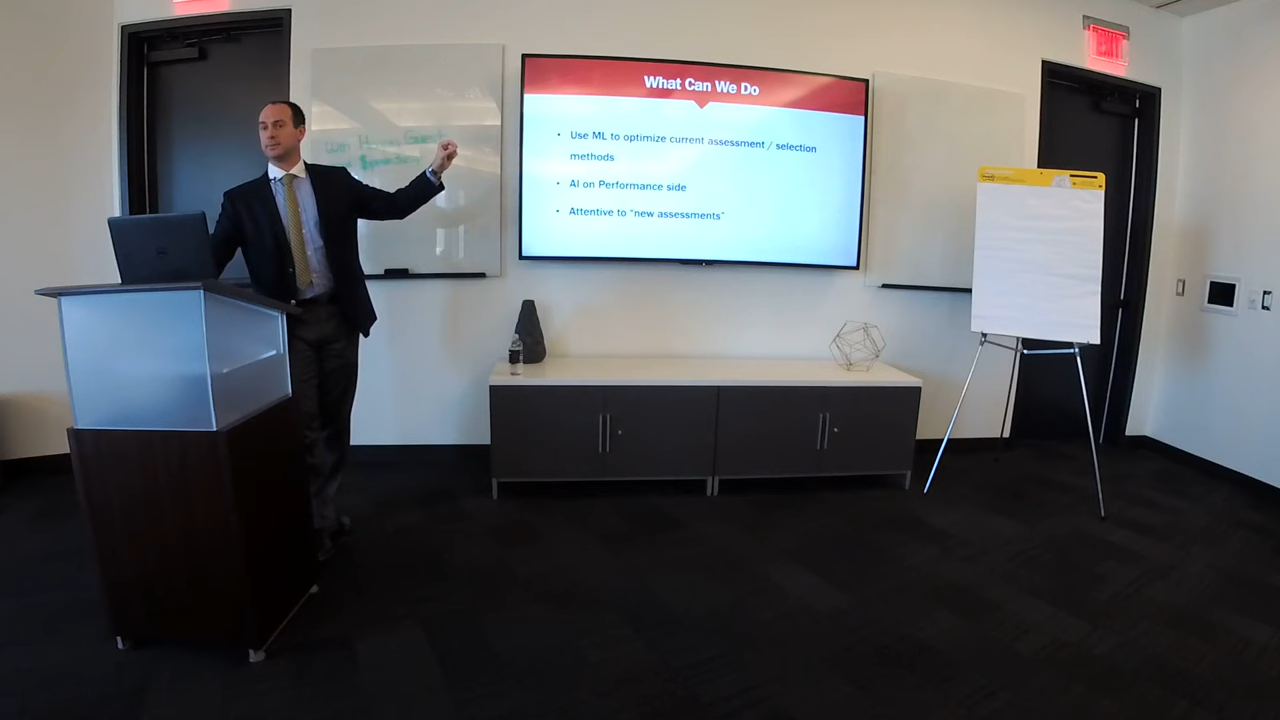 EXIT
What Can We Do
• Use ML to optimize current assessment / selection
methods
• AI on Performance side
• Attentive to "new assessments"